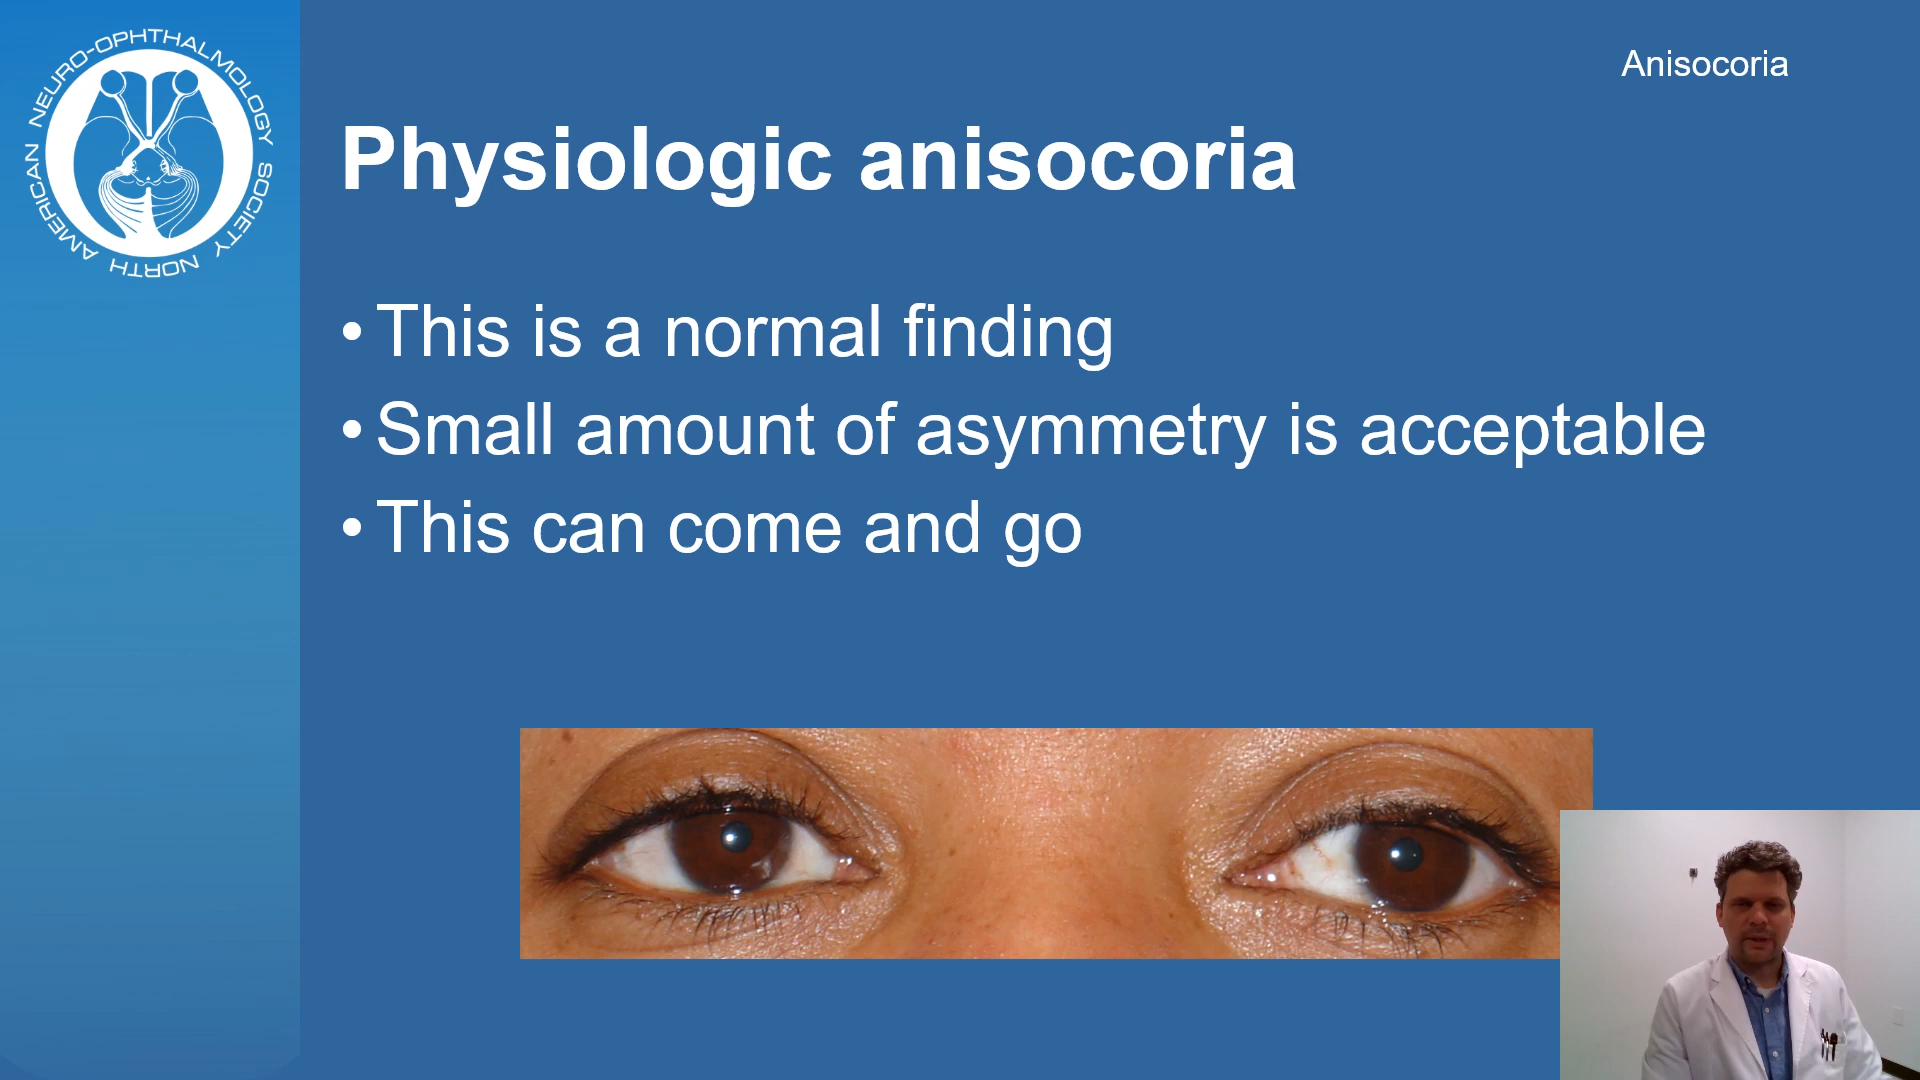 NORTH AMERICAN NEURO-OPHTHALMOLOGY SOCIETY
Anisocoria
Physiologic anisocoria
• This is a normal finding
• Small amount of asymmetry is acceptable
• This can come and go